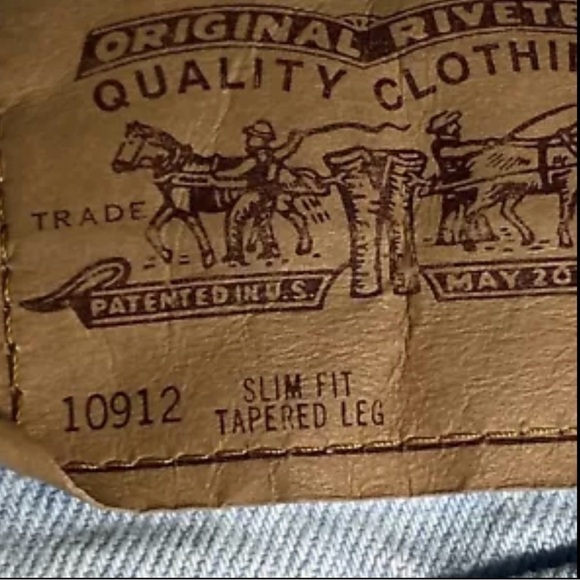 ORIGINAL RIVETE
QUALITY CLOTHI
TRADE
PATENTED IN U.S.
MAY 20
10912
SLIM FIT
TAPERED LEG